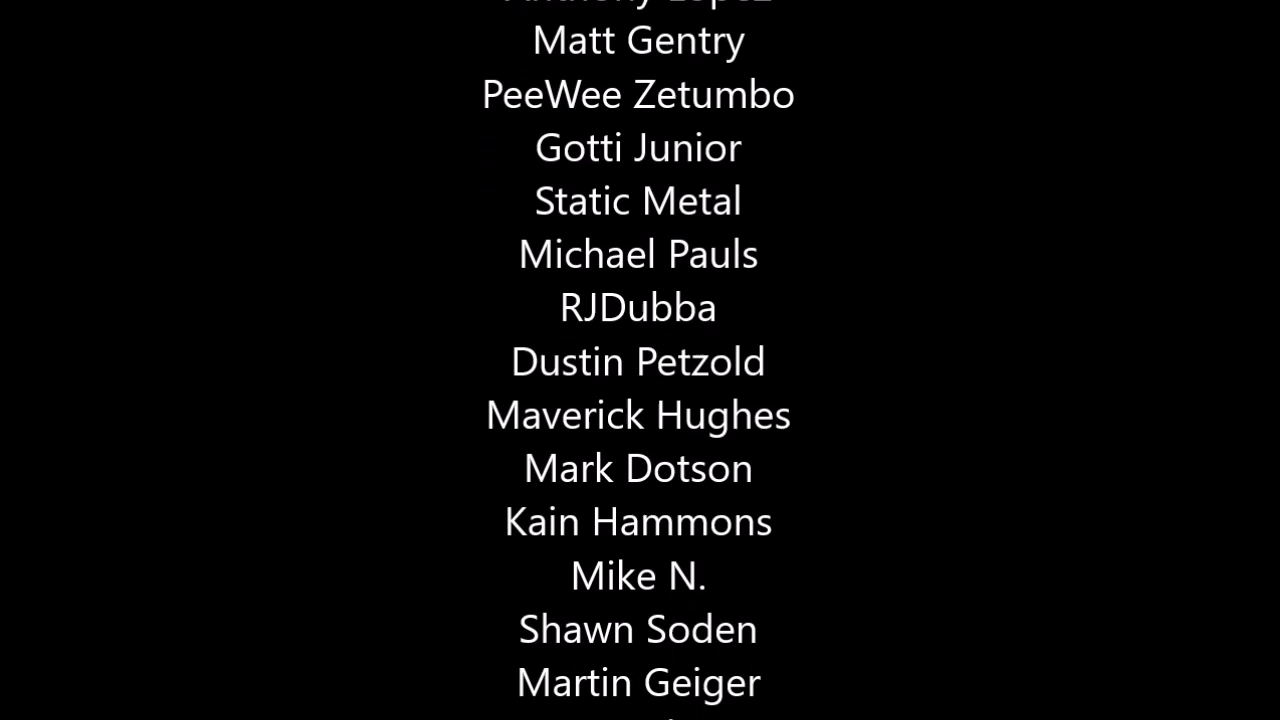 Matt Gentry
PeeWee Zetumbo
Gotti Junior
Static Metal
Michael Pauls
RJDubba
Dustin Petzold
Maverick Hughes
Mark Dotson
Kain Hammons
Mike N.
Shawn Soden
Martin Geiger